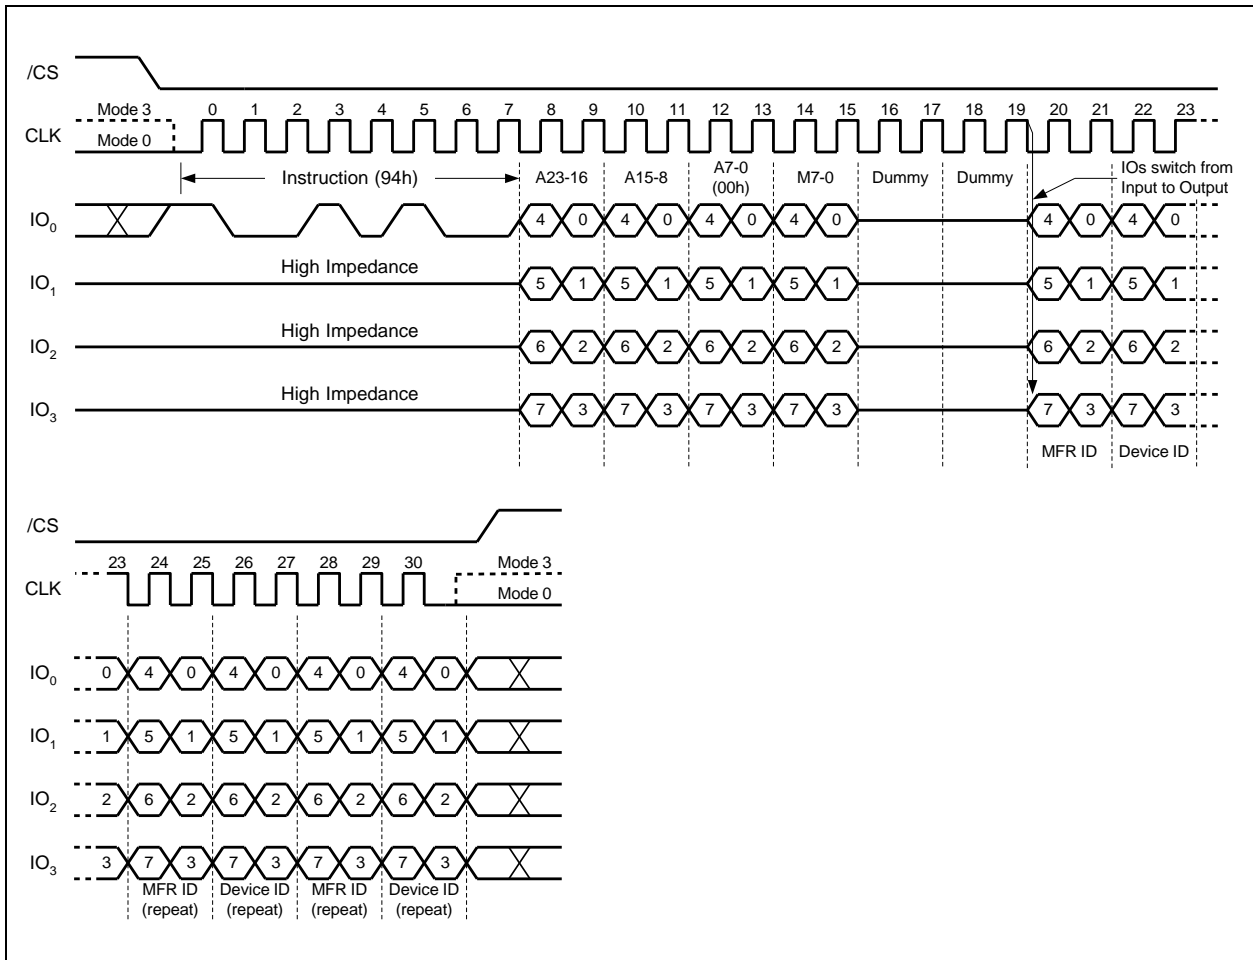 /CS
Mode 3
0 1 2 3 4 5 6 7 8 9 10 11 12 13 14 15 16 17 18 19 20 21 22 23
CLK
Mode 0
Instruction (94h)
A23-16
A15-8
A7-0
(00h)
M7-0
Dummy
Dummy
IOs switch from
Input to Output
IO0 4 0 4 0 4 0 4 0 4 0 4 0
High Impedance
IO1 5 1 5 1 5 1 5 1 5 1 5 1
High Impedance
IO2 6 2 6 2 6 2 6 2 6 2 6 2
High Impedance
IO3 7 3 7 3 7 3 7 3 7 3 7 3
MFR ID
Device ID
/CS
23 24 25 26 27 28 29 30
Mode 3
CLK
Mode 0
IO0 0 4 0 4 0 4 0 4 0
IO1 1 5 1 5 1 5 1 5 1
IO2 2 6 2 6 2 6 2 6 2
IO3 3 7 3 7 3 7 3 7 3
MFR ID
(repeat)
Device ID
(repeat)
MFR ID
(repeat)
Device ID
(repeat)